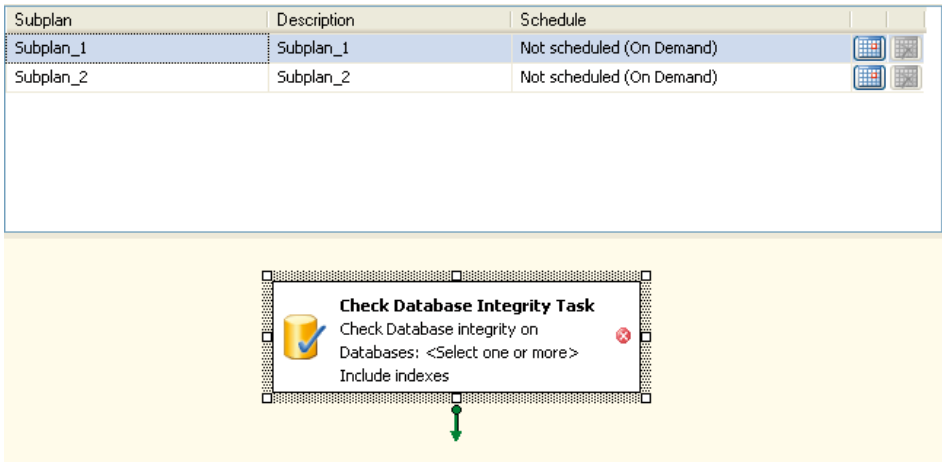 Subplan Description Schedule
Subplan_1 Subplan_1 Not scheduled (On Demand)
Subplan_2 Subplan_2 Not scheduled (On Demand)
Check Database Integrity Task
Check Database integrity on
Databases: <Select one or more>
Include indexes